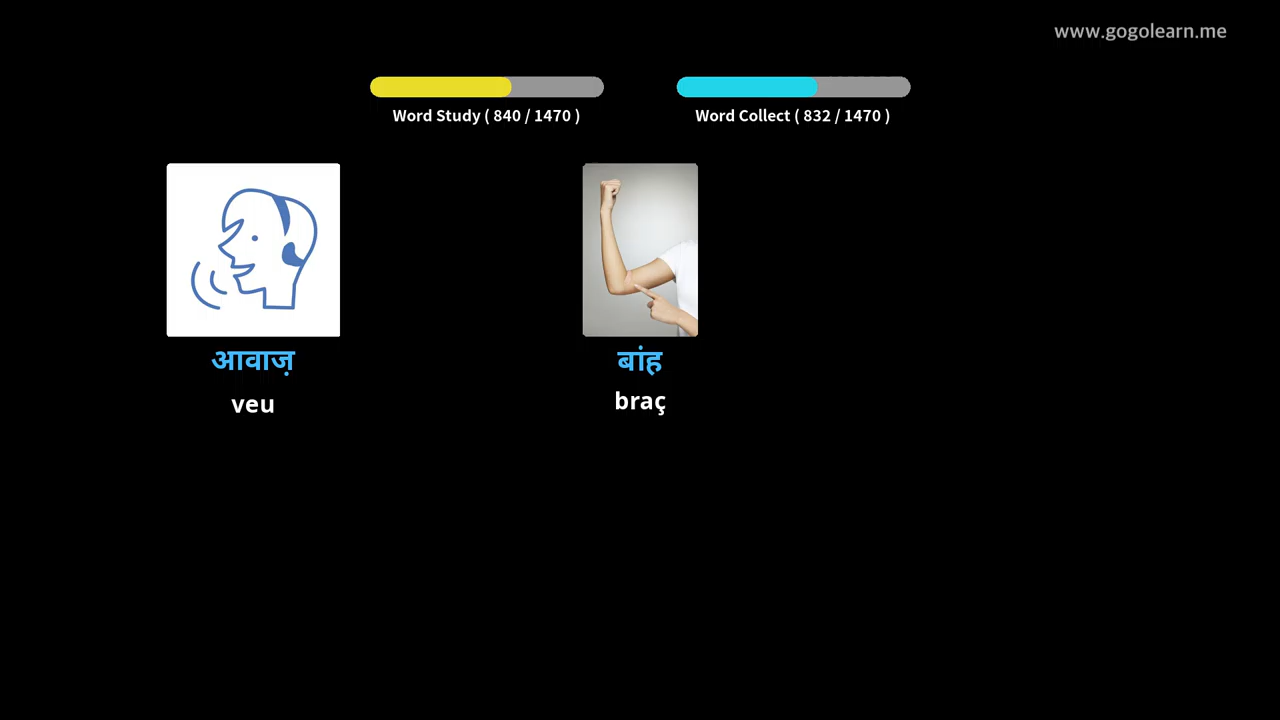 www.gogolearn.me
Word Study ( 840 / 1470 )
Word Collect ( 832 / 1470 )
आवाज़
veu
बांह
braç